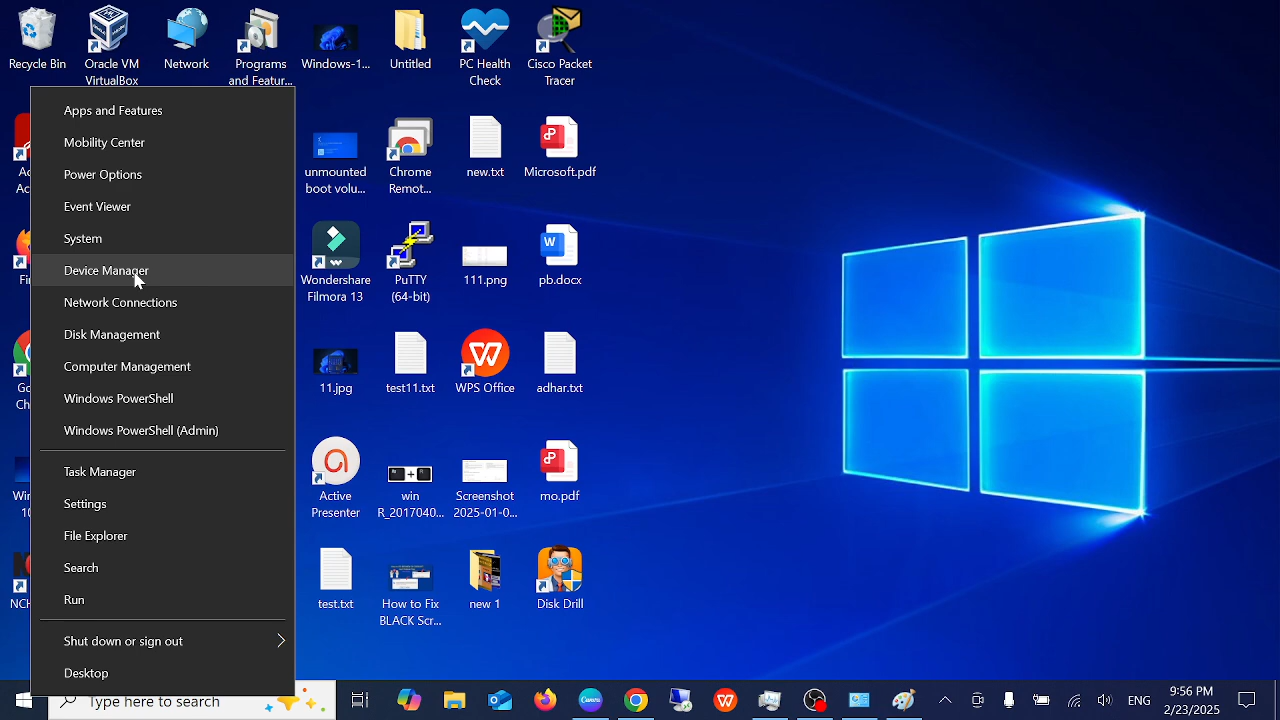 Recycle Bin
Oracle VM
VirtualBox
Network
Programs
and Featur...
Windows-1...
Untitled
PC Health
Check
Cisco Packet
Tracer
Apps and Features
Mobility Center
Power Options
Event Viewer
System
Device Manager
Network Connections
Disk Management
Computer Management
Windows PowerShell
Windows PowerShell (Admin)
Task Manager
Settings
File Explorer
Search
Run
Shut down or sign out
Desktop
unmounted
boot volu...
Chrome
Remot...
new.txt
Microsoft.pdf
Wondershare
Filmora 13
PuTTY
(64-bit)
111.png
W
pb.docx
11.jpg
test11.txt
W
WPS Office
adhar.txt
Active
Presenter
+ R
win
R_2017040...
Screenshot
2025-01-0...
mo.pdf
test.txt
How to Fix
BLACK Scr...
new 1
Disk Drill
Type here to search
Canva
W
ENG
3:56 PM
2/23/2025